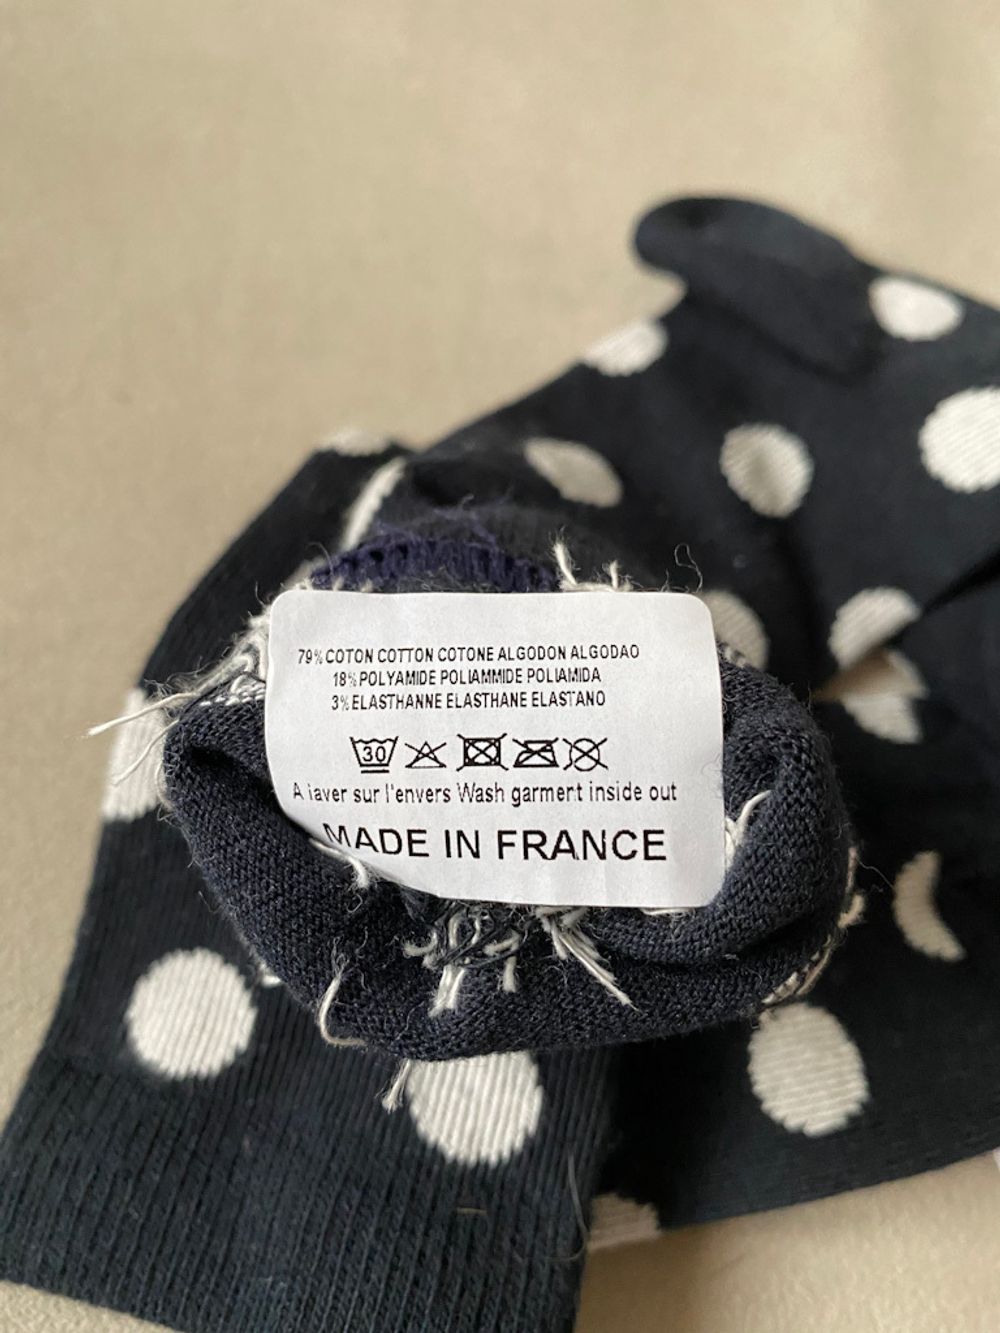 79% COTON COTTON COTONE ALGODON ALGODAO
18% POLYAMIDE POLIAMMIDE POLIAMIDA
3% ELASTHANNE ELASTHANE ELASTANO
30
A laver sur l'envers Wash garment inside out
MADE IN FRANCE